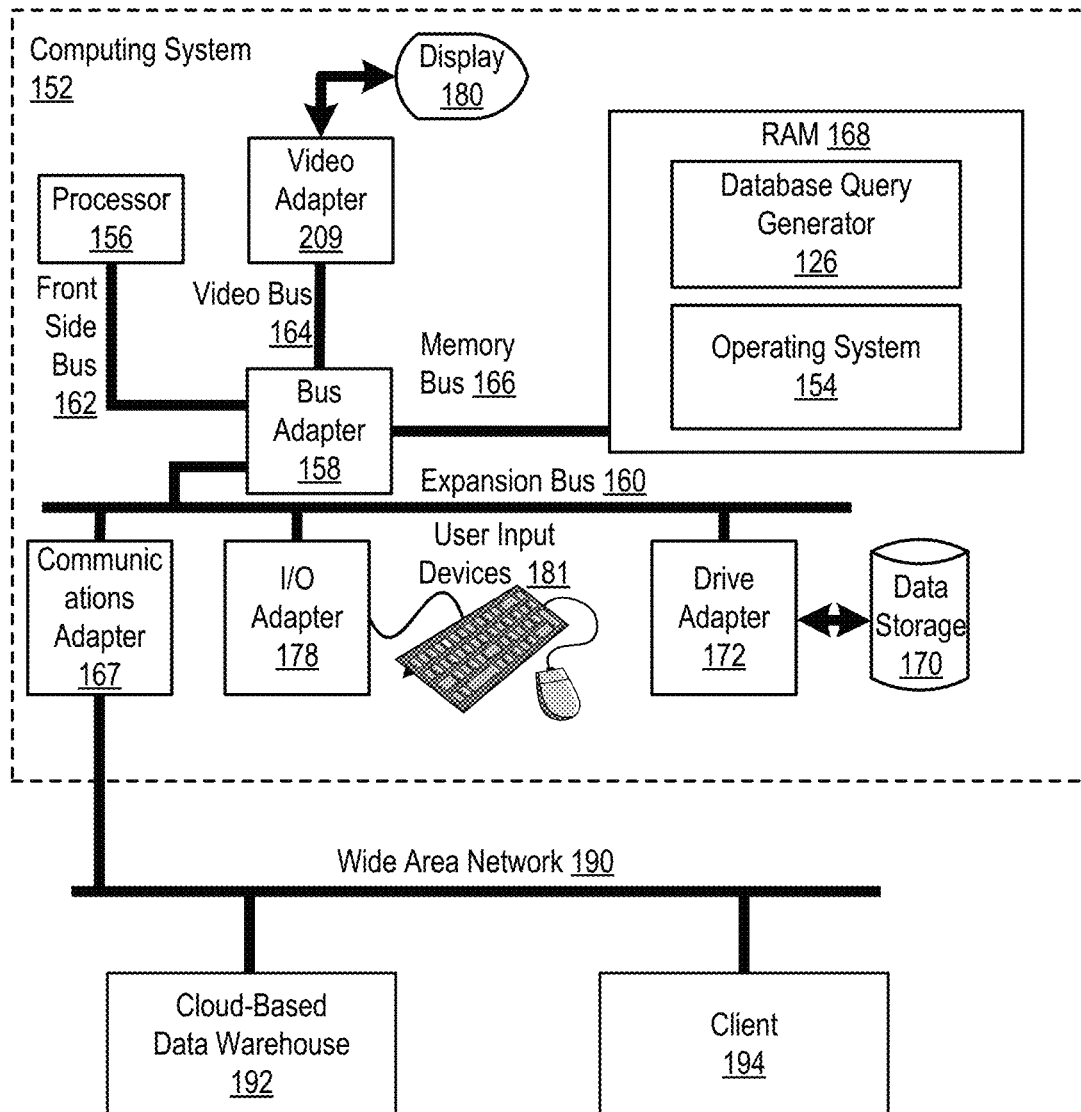 Computing System
152
Display
180
Video
Adapter
209
Processor
156
RAM 168
Database Query
Generator
126
Operating System
154
Front
Side
Bus
162
Video Bus
164
Memory
Bus 166
Bus
Adapter
158
Expansion Bus 160
Communic
ations
Adapter
167
I/O
Adapter
178
User Input
Devices 181
Drive
Adapter
172
Data
Storage
170
Wide Area Network 190
Cloud-Based
Data Warehouse
192
Client
194